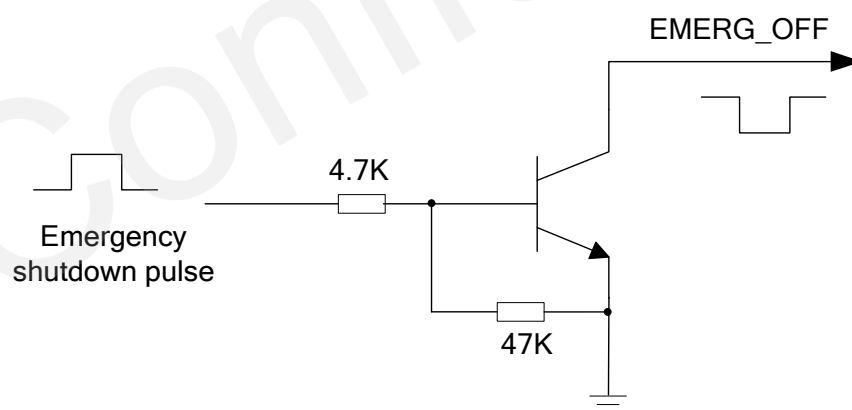 EMERG_OFF
4.7K
Emergency
shutdown pulse
47K